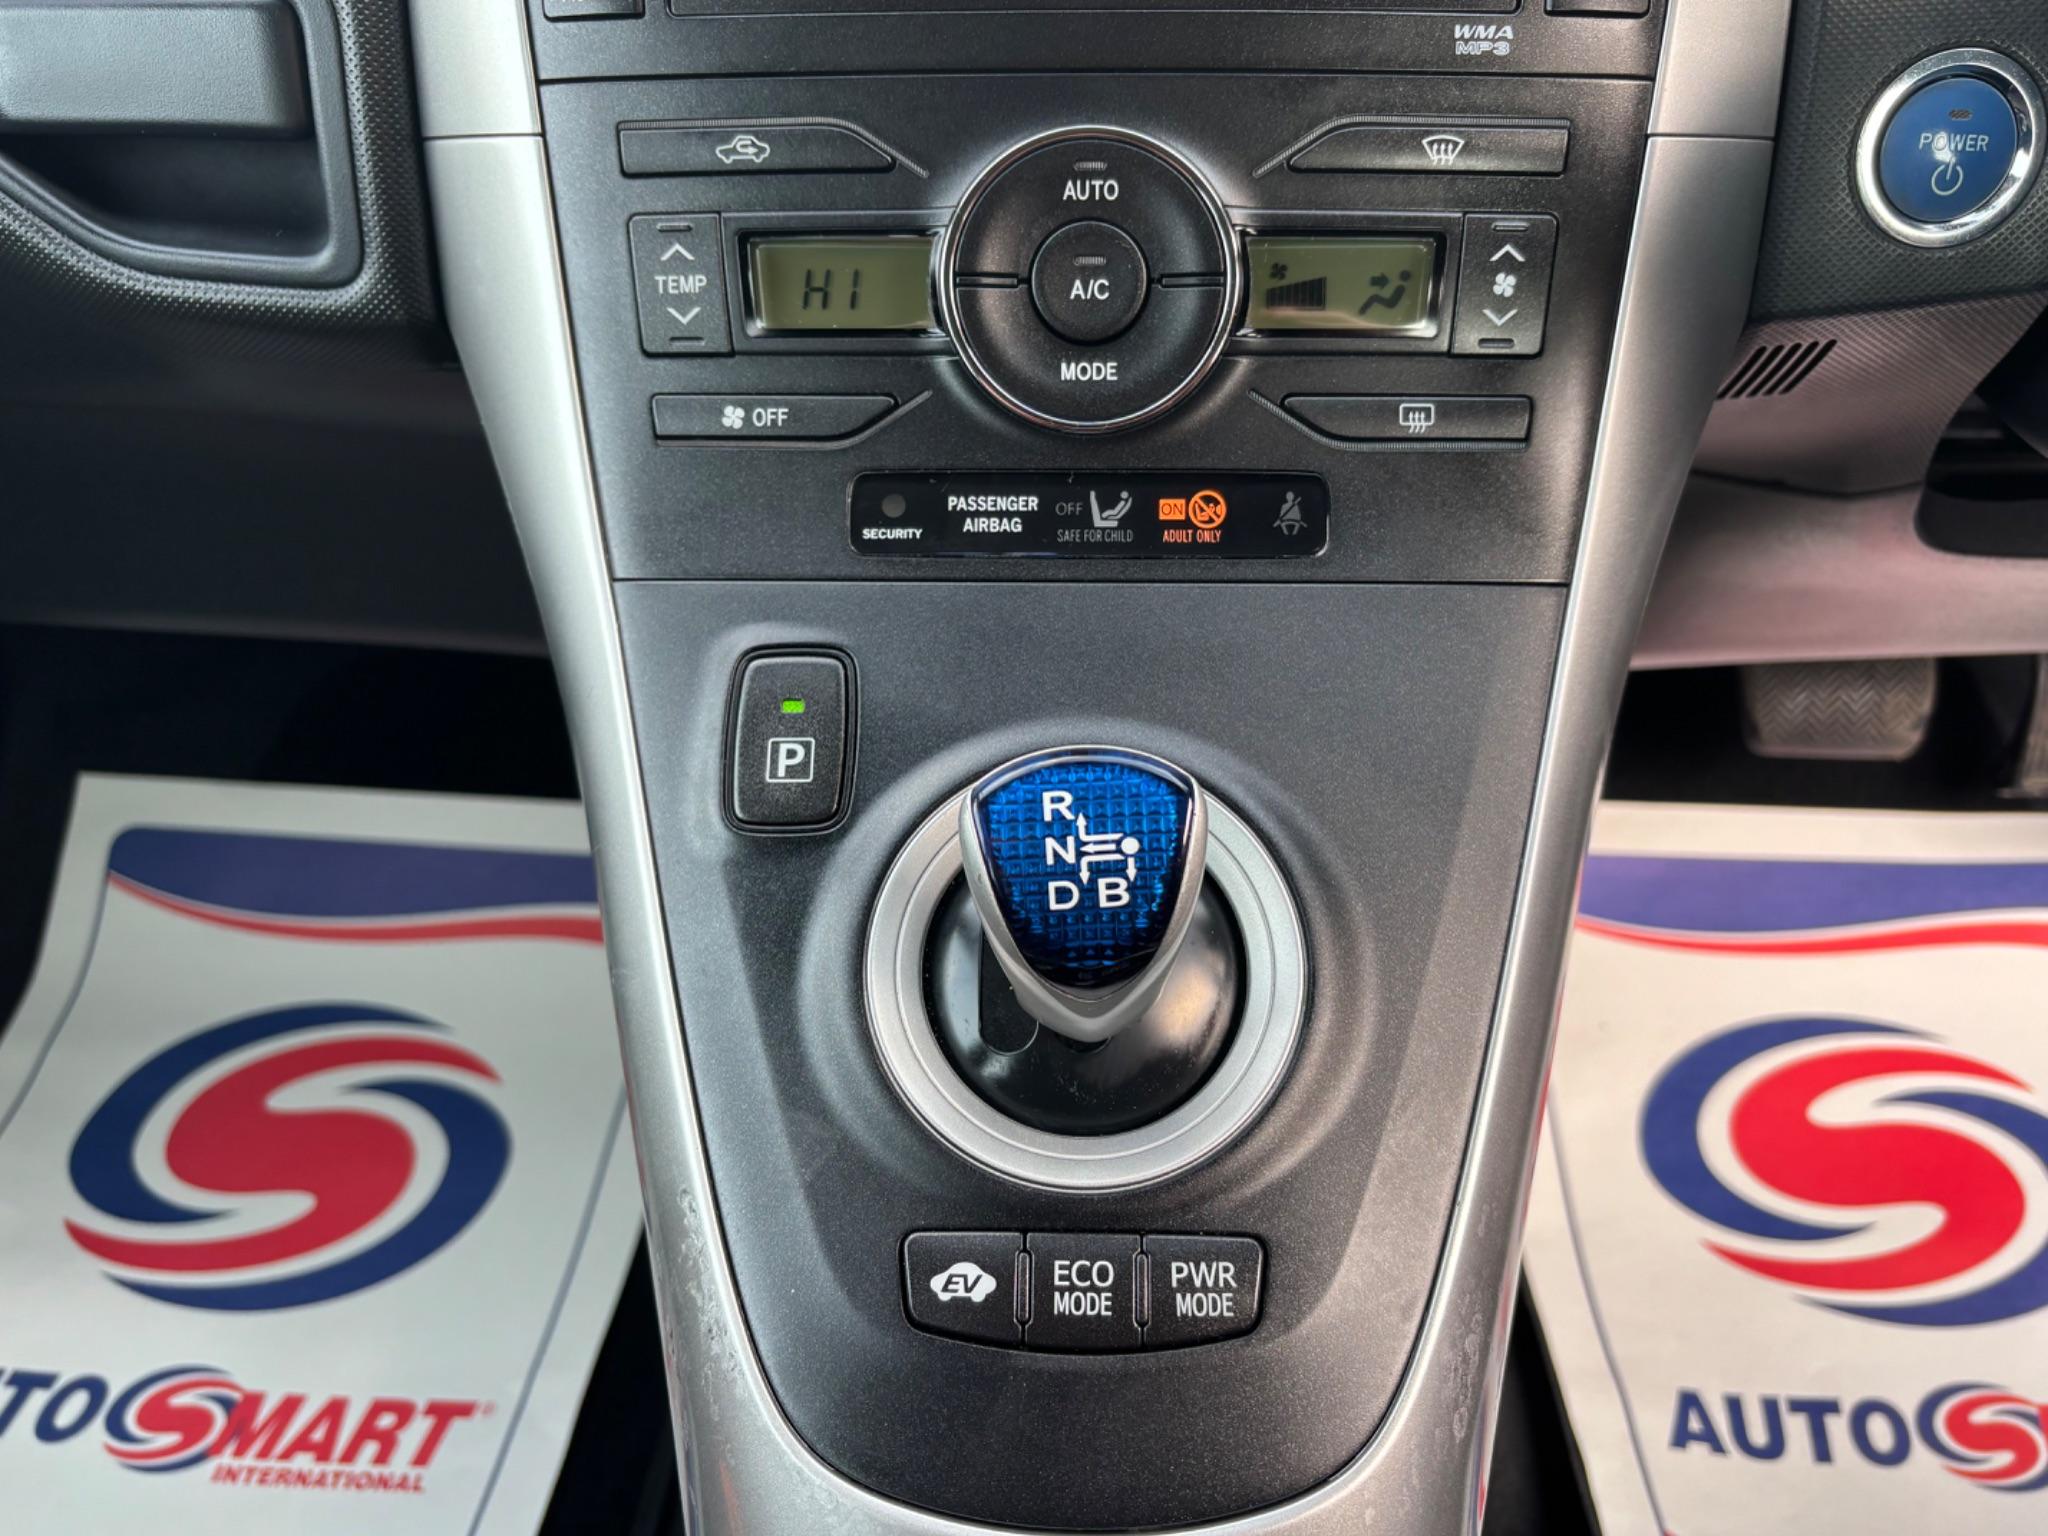 WMA
MP3
POWER
AUTO
TEMP
HI
A/C
MODE
OFF
SECURITY
PASSENGER
AIRBAG
OFF
SAFE FOR CHILD
ON
ADULT ONLY
P
R
N
D B
EV
ECO
MODE
PWR
MODE
TOSMART®
INTERNATIONAL
AUTOS